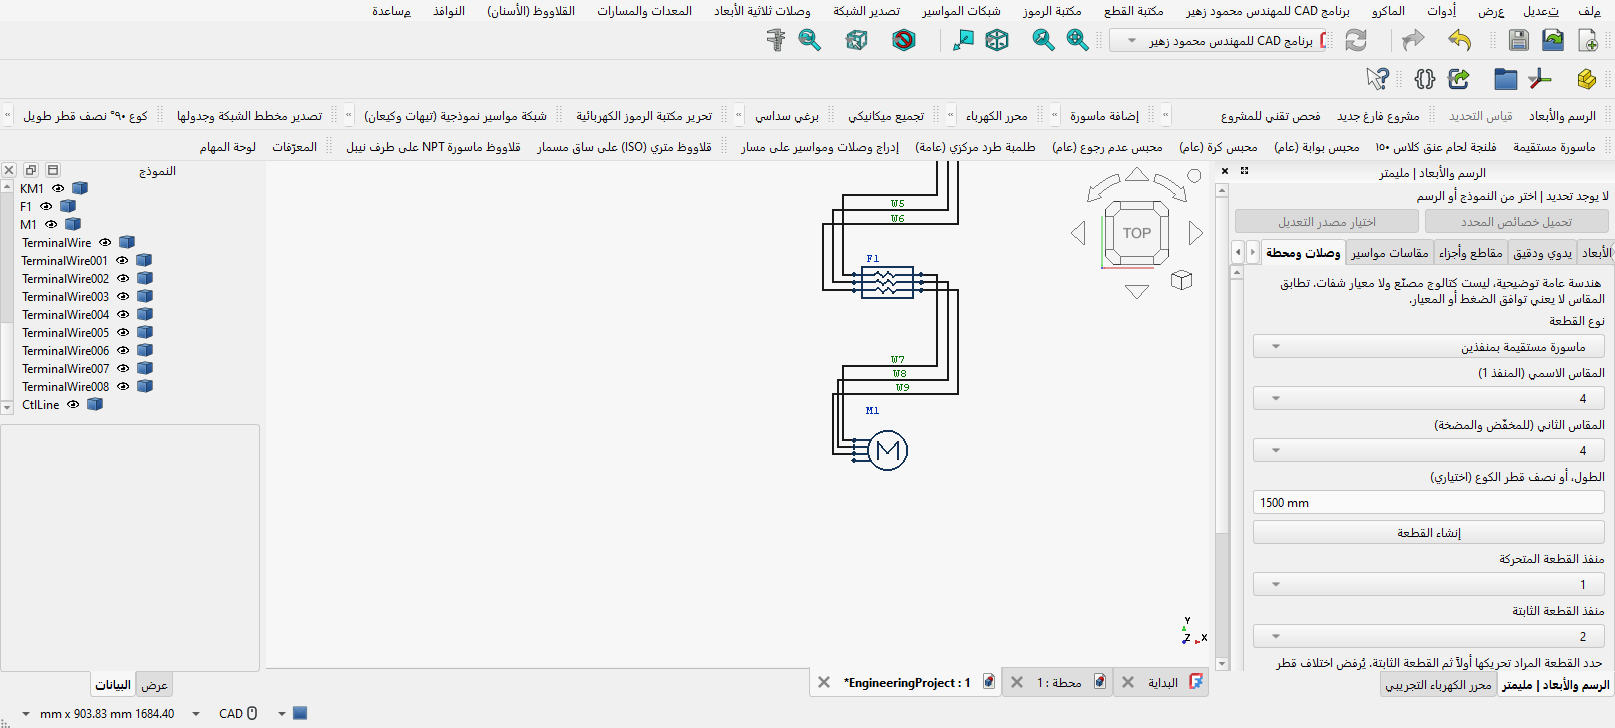 ملف عرض تعديل أدوات الماكرو برنامج CAD للمهندس محمود زهير مكتبة القطع مكتبة الرموز شبكات المواسير تصدير الشبكة وصلات ثلاثية الأبعاد المعدات والمسارات القلاووظ (الأسنان) النوافذ مساعدة
برنامج CAD للمهندس محمود زهير
الرسم والأبعاد قياس التحديد مشروع فارغ جديد فحص تقني للمشروع » إضافة ماسورة » محرر الكهرباء » تجميع ميكانيكي برغي سداسي » تحرير مكتبة الرموز الكهربائية شبكة مواسير نموذجية (تيهات وكيعان) » تصدير مخطط الشبكة وجدولها كوع ٩٠° نصف قطر طويل »
ماسورة مستقيمة فلنجة لحام عنق كلاس ١٥٠ محبس بوابة (عام) محبس كرة (عام) محبس عدم رجوع (عام) طلمبة طرد مركزي (عامة) إدراج وصلات ومواسير على مسار قلاووظ متري (ISO) على ساق مسمار قلاووظ ماسورة NPT على طرف نيبل المعرّفات لوحة المهام
الرسم والأبعاد | مليمتر
لا يوجد تحديد | اختر من النموذج أو الرسم
تحميل خصائص المحدد اختيار مصدر التعديل
الأبعاد يدوي ودقيق مقاطع وأجزاء مقاسات مواسير وصلات ومحطة
هندسة عامة توضيحية، ليست كتالوج مصنّع ولا معيار شفات. تطابق
المقاس لا يعني توافق الضغط أو المعيار.
نوع القطعة
ماسورة مستقيمة بمنفذين
المقاس الاسمي (المنفذ 1)
4
المقاس الثاني (للمخفّض والمضخة)
4
الطول، أو نصف قطر الكوع (اختياري)
1500 mm
إنشاء القطعة
منفذ القطعة المتحركة
1
منفذ القطعة الثابتة
2
حدد القطعة المراد تحريكها أولاً ثم القطعة الثابتة. يُرفض اختلاف قطر
الرسم والأبعاد | مليمتر محرر الكهرباء التجريبي
النموذج
KM1
F1
M1
TerminalWire
TerminalWire001
TerminalWire002
TerminalWire003
TerminalWire004
TerminalWire005
TerminalWire006
TerminalWire007
TerminalWire008
CtlLine
عرض البيانات
W5
W6
F1
W7
W8
W9
M1
M
TOP
Y
Z X
البداية محطة : 1 EngineeringProject : 1*
mm x 903.83 mm 1684.40 CAD